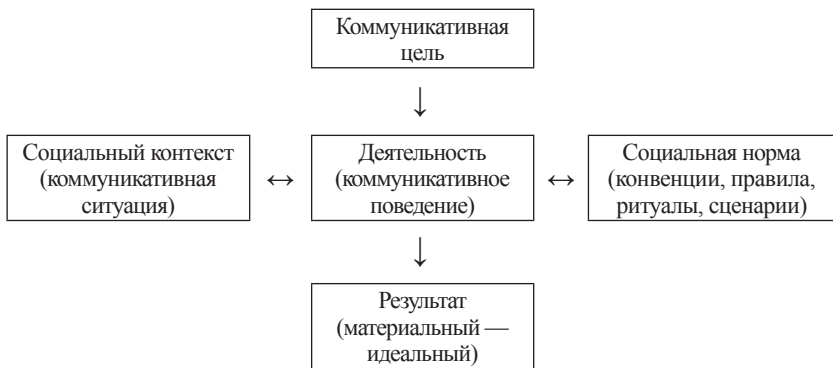 Коммуникативная
цель
↓
Социальный контекст
(коммуникативная
ситуация)
↔
Деятельность
(коммуникативное
поведение)
↔
Социальная норма
(конвенции, правила,
ритуалы, сценарии)
↓
Результат
(материальный —
идеальный)